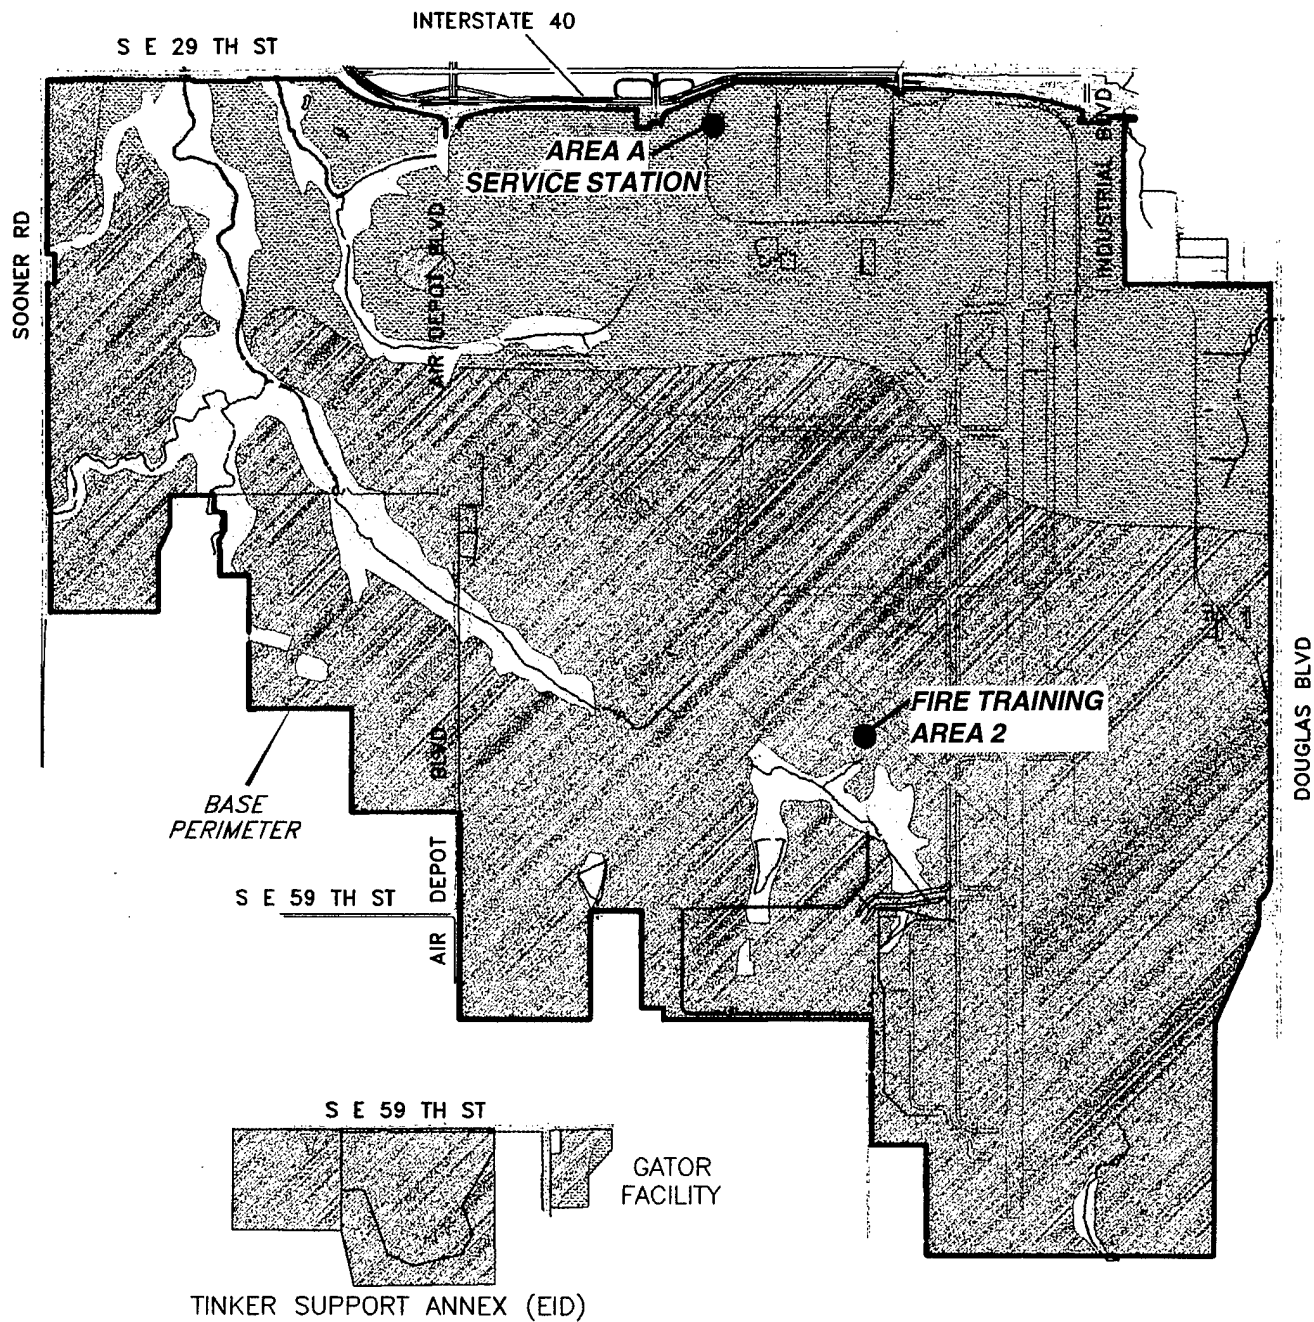 INTERSTATE 40
S E 29 TH ST
AREA A
SERVICE STATION
INDUSTRIAL BLVD
SOONER RD
AIR DEPOT BLVD
FIRE TRAINING
AREA 2
DOUGLAS BLVD
BASE
PERIMETER
AIR DEPOT BLVD
S E 59 TH ST
S E 59 TH ST
GATOR
FACILITY
TINKER SUPPORT ANNEX (EID)